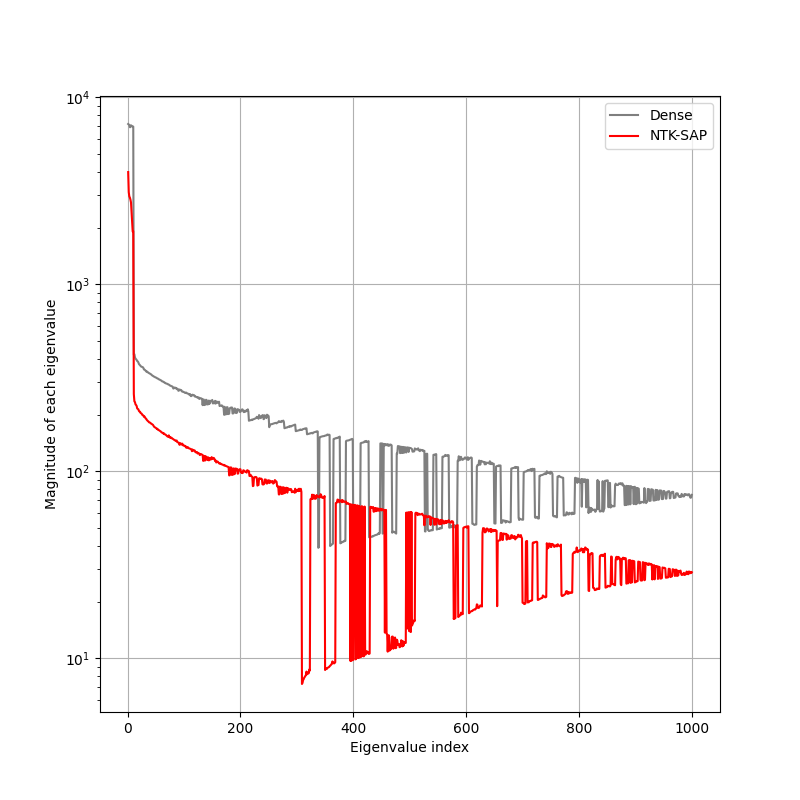 Dense
NTK-SAP
Magnitude of each eigenvalue
10⁴
10³
10²
10¹
0 200 400 600 800 1000
Eigenvalue index